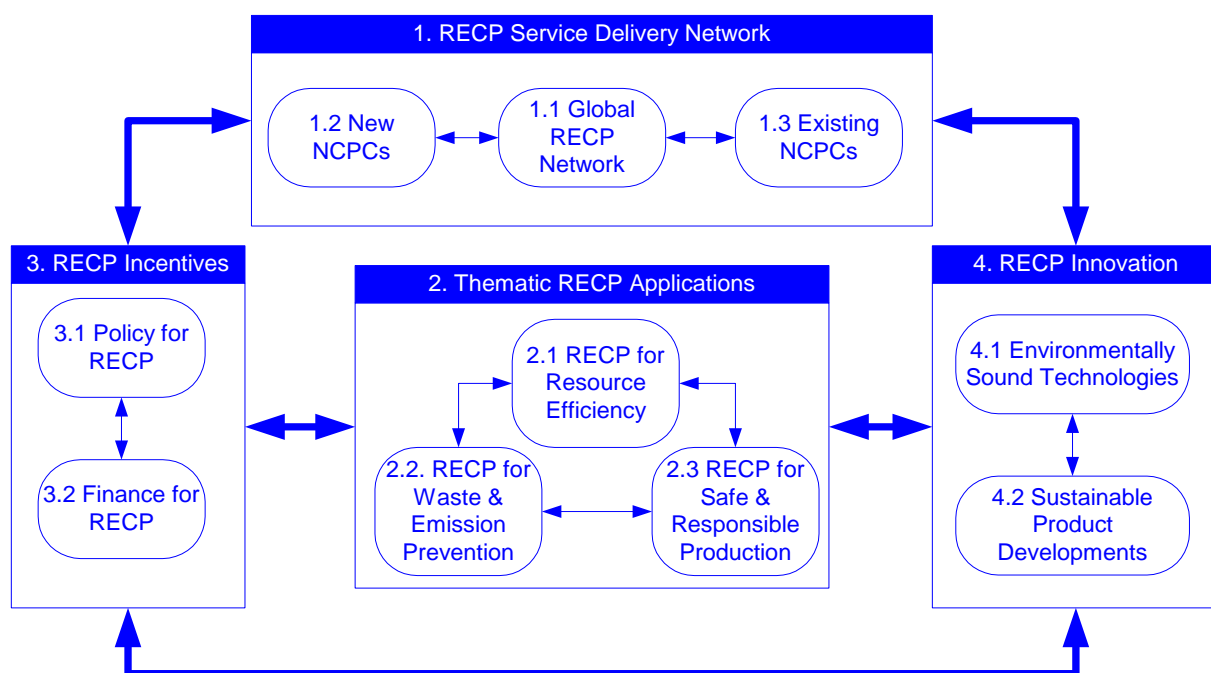 1. RECP Service Delivery Network
1.2 New
NCPCs
1.1 Global
RECP
Network
1.3 Existing
NCPCs
3. RECP Incentives
3.1 Policy for
RECP
3.2 Finance for
RECP
2. Thematic RECP Applications
2.1 RECP for
Resource
Efficiency
2.2. RECP for
Waste &
Emission
Prevention
2.3 RECP for
Safe &
Responsible
Production
4. RECP Innovation
4.1 Environmentally
Sound Technologies
4.2 Sustainable
Product
Developments